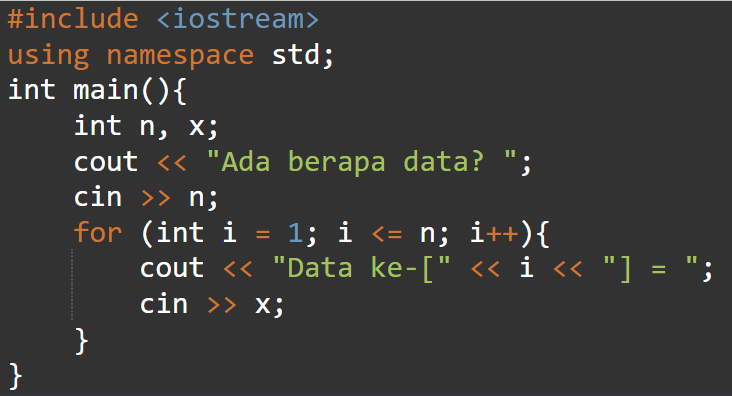 #include <iostream>
using namespace std;
int main(){
    int n, x;
    cout << "Ada berapa data? ";
    cin >> n;
    for (int i = 1; i <= n; i++){
        cout << "Data ke-[" << i << "] = ";
        cin >> x;
    }
}